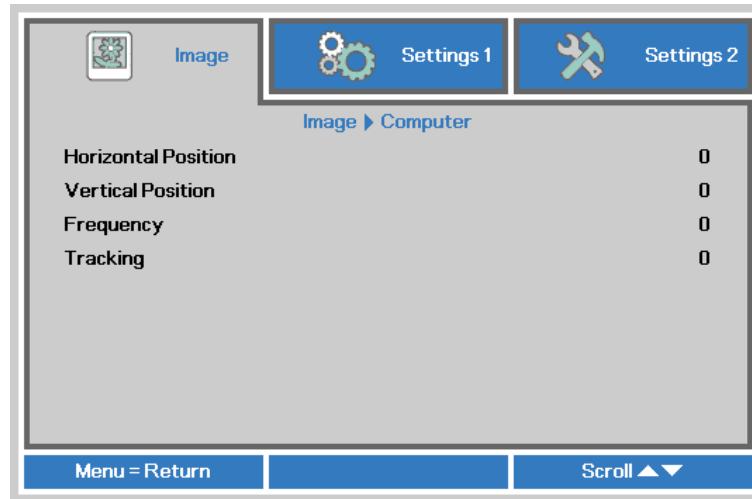 Image
Settings 1
Settings 2
Image ▶ Computer
Horizontal Position 0
Vertical Position 0
Frequency 0
Tracking 0
Menu = Return
Scroll ▲▼